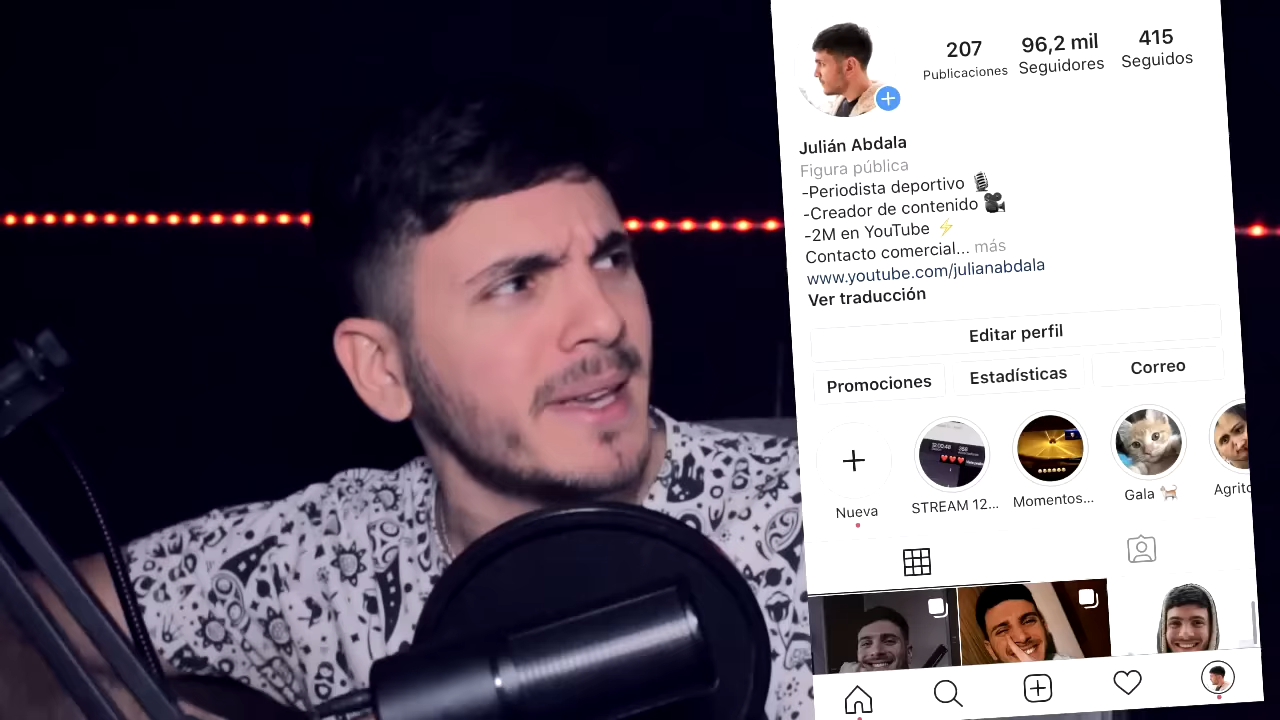 207 96,2 mil 415
Publicaciones Seguidores Seguidos
Julián Abdala
Figura pública
-Periodista deportivo 🎙
-Creador de contenido 🎥
-2M en YouTube ⚡
Contacto comercial... más
www.youtube.com/julianabdala
Ver traducción
Editar perfil
Promociones Estadísticas Correo
Nueva STREAM 12... Momentos... Gala 🐈 Agrito